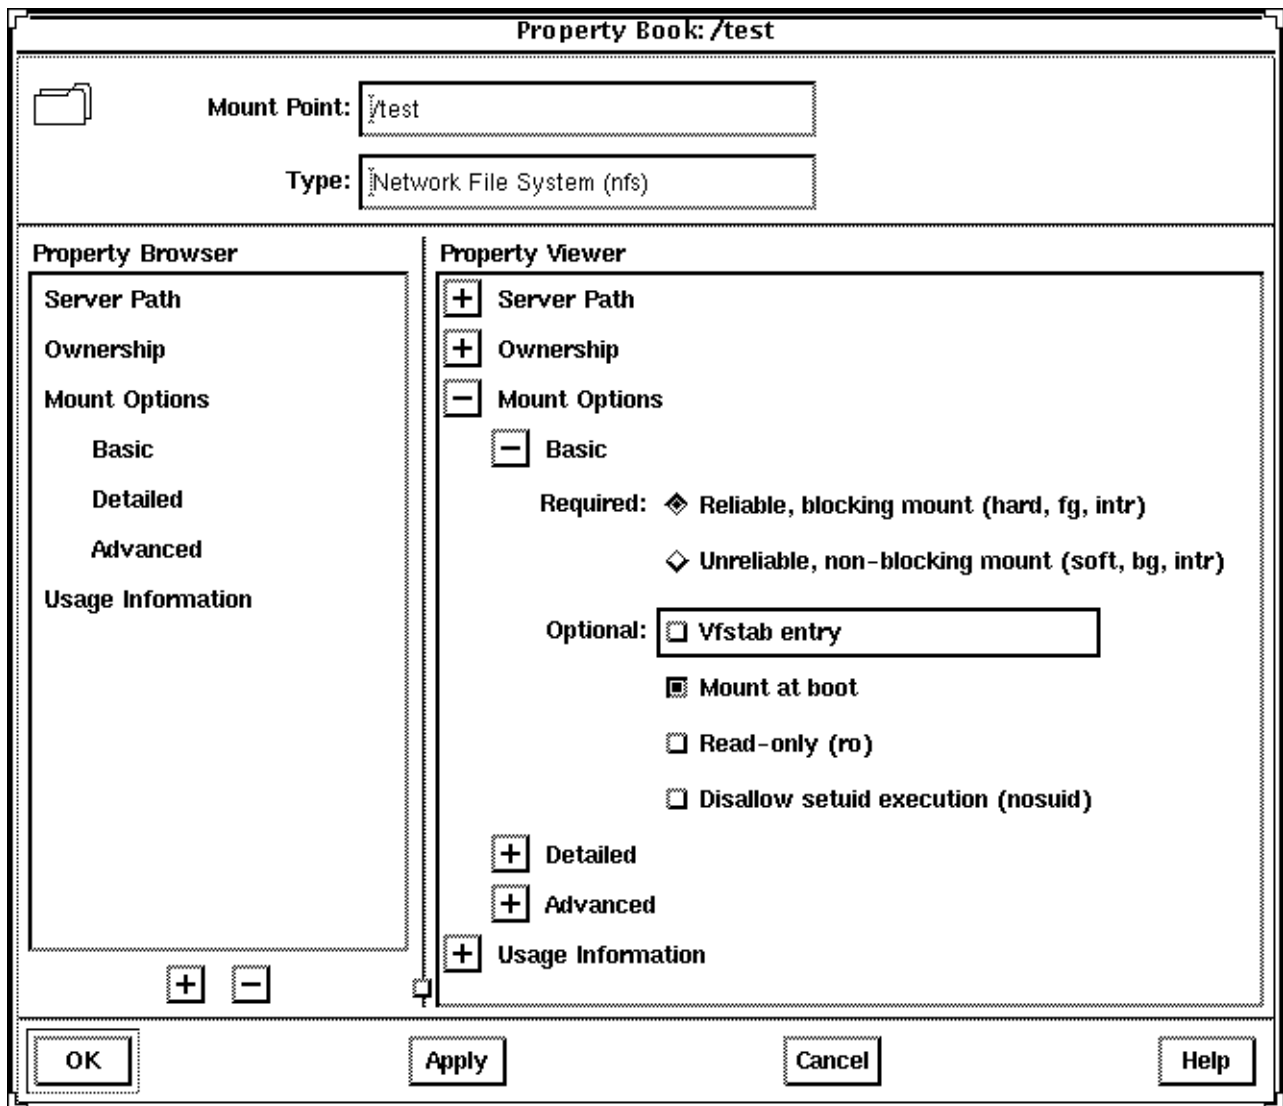 Property Book: /test
Mount Point: /test
Type: Network File System (nfs)
Property Browser
Server Path
Ownership
Mount Options
Basic
Detailed
Advanced
Usage Information
Property Viewer
Server Path
Ownership
Mount Options
Basic
Required: Reliable, blocking mount (hard, fg, intr)
Unreliable, non-blocking mount (soft, bg, intr)
Optional: Vfstab entry
Mount at boot
Read-only (ro)
Disallow setuid execution (nosuid)
Detailed
Advanced
Usage Information
OK Apply Cancel Help